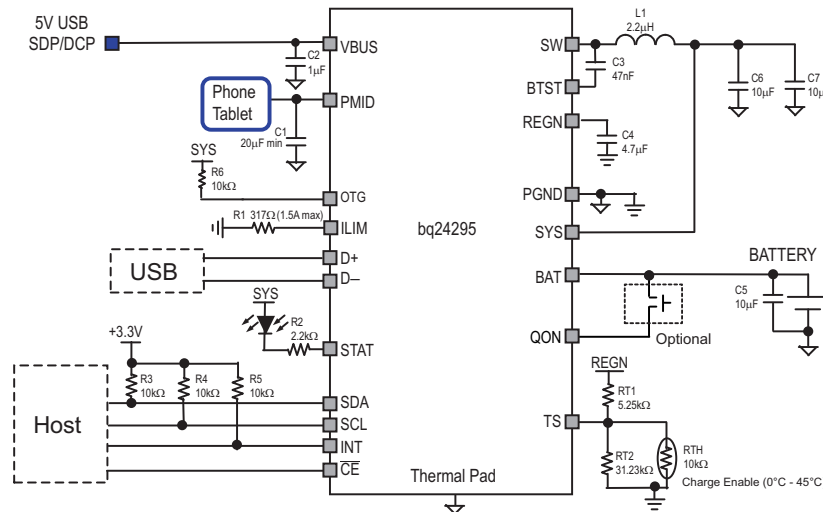 5V USB
SDP/DCP
C2
1µF
VBUS
Phone
Tablet
PMID
C1
20µF min
SYS
R6
10kΩ
OTG
R1 317Ω (1.5A max)
ILIM
USB
D+
D–
SYS
R2
2.2kΩ
STAT
+3.3V
R3
10kΩ
R4
10kΩ
R5
10kΩ
Host
SDA
SCL
INT
CE
bq24295
Thermal Pad
L1
2.2µH
SW
C3
47nF
BTST
C6
10µF
C7
10µ
REGN
C4
4.7µF
PGND
SYS
BAT
BATTERY
C5
10µF
QON
Optional
REGN
RT1
5.25kΩ
TS
RT2
31.23kΩ
RTH
10kΩ
Charge Enable (0°C - 45°C